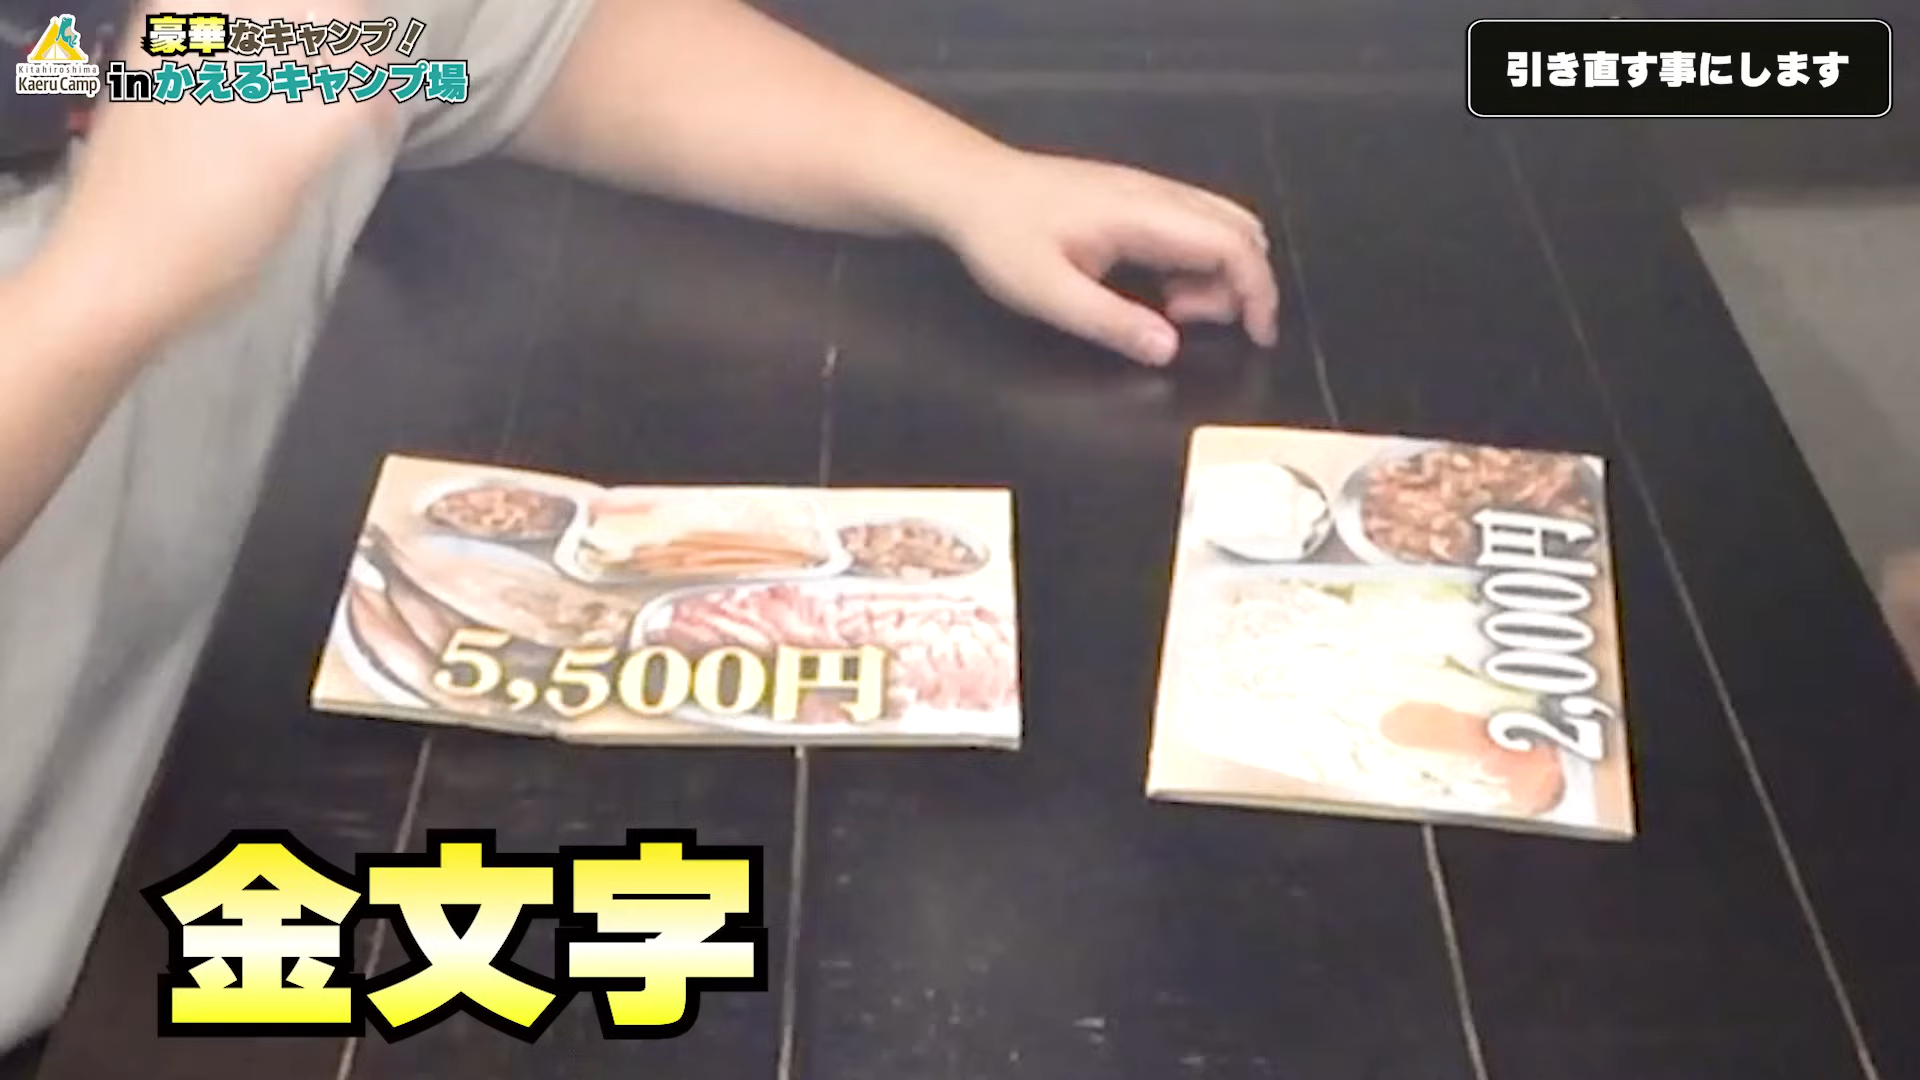 Kitahiroshima
Kaeru Camp
豪華なキャンプ!
inかえるキャンプ場
引き直す事にします
5,500円
2,000円
金文字